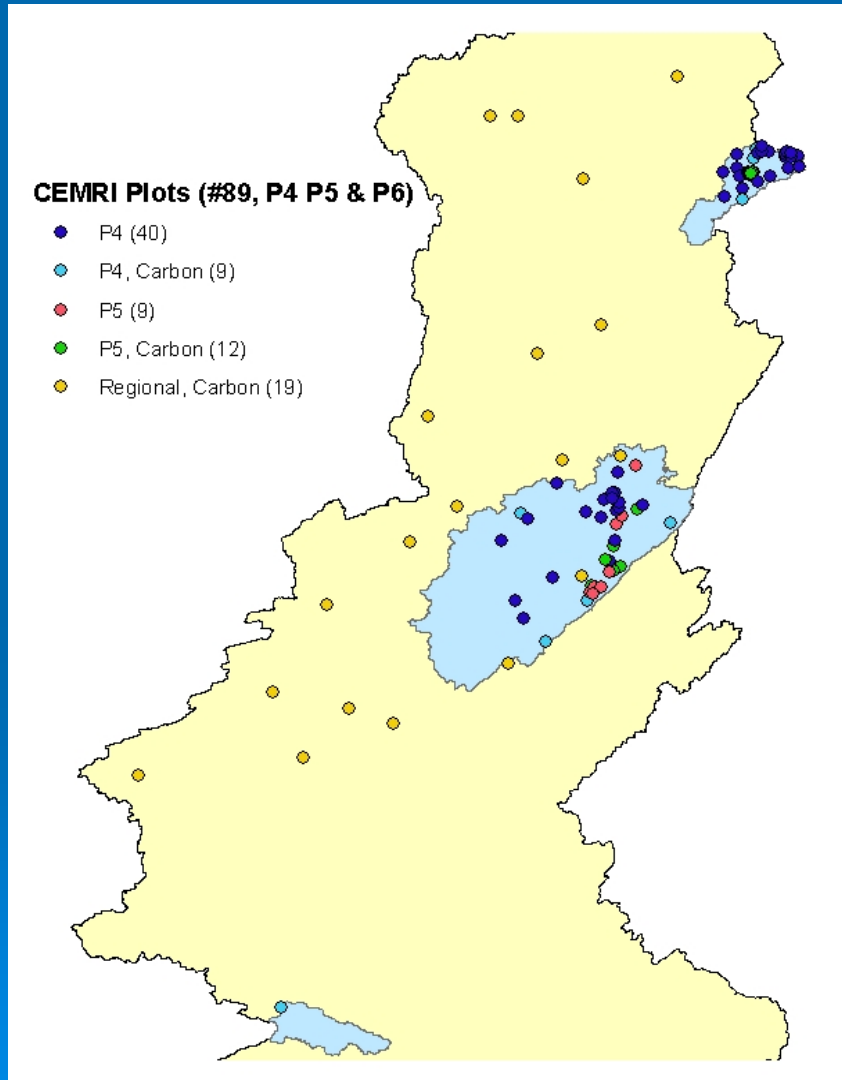 CEMRI Plots (#89, P4 P5 & P6)
P4 (40)
P4, Carbon (9)
P5 (9)
P5, Carbon (12)
Regional, Carbon (19)